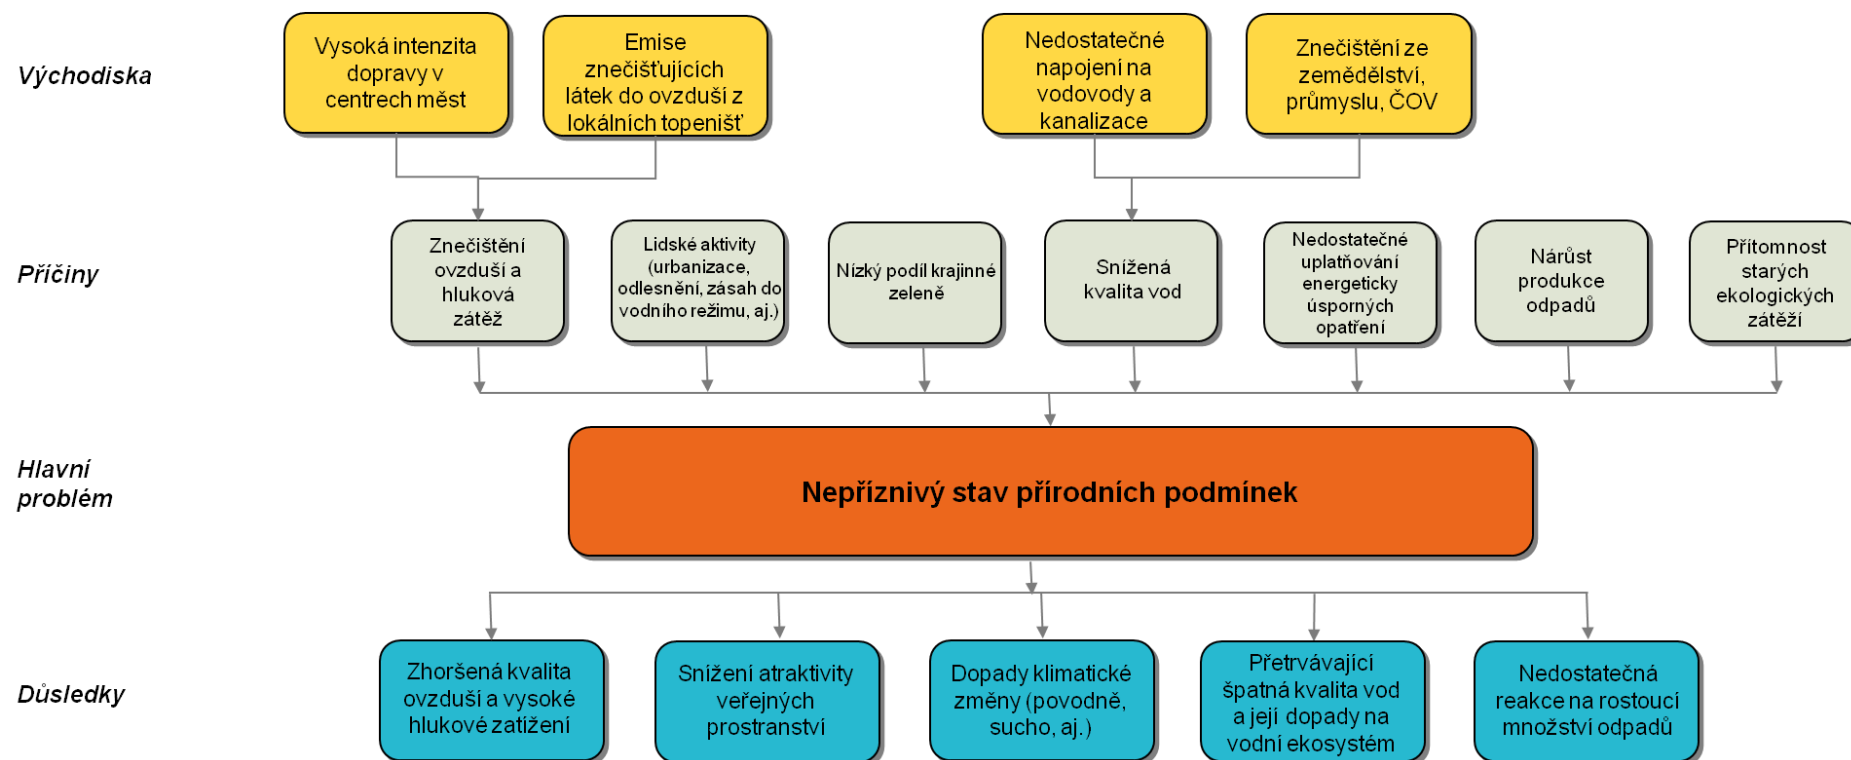 Východiska
Vysoká intenzita
dopravy v
centrech měst
Emise
znečišťujících
látek do ovzduší z
lokálních topenišť
Nedostatečné
napojení na
vodovody a
kanalizace
Znečištění ze
zemědělství,
průmyslu, ČOV
Příčiny
Znečištění
ovzduší a
hluková
zátěž
Lidské aktivity
(urbanizace,
odlesnění, zásah do
vodního režimu, aj.)
Nízký podíl krajinné
zeleně
Snížená
kvalita vod
Nedostatečné
uplatňování
energeticky
úsporných
opatření
Nárůst
produkce
odpadů
Přítomnost
starých
ekologických
zátěží
Hlavní
problém
Nepříznivý stav přírodních podmínek
Důsledky
Zhoršená kvalita
ovzduší a vysoké
hlukové zatížení
Snížení atraktivity
veřejných
prostranství
Dopady klimatické
změny (povodně,
sucho, aj.)
Přetrvávající
špatná kvalita vod
a její dopady na
vodní ekosystém
Nedostatečná
reakce na rostoucí
množství odpadů